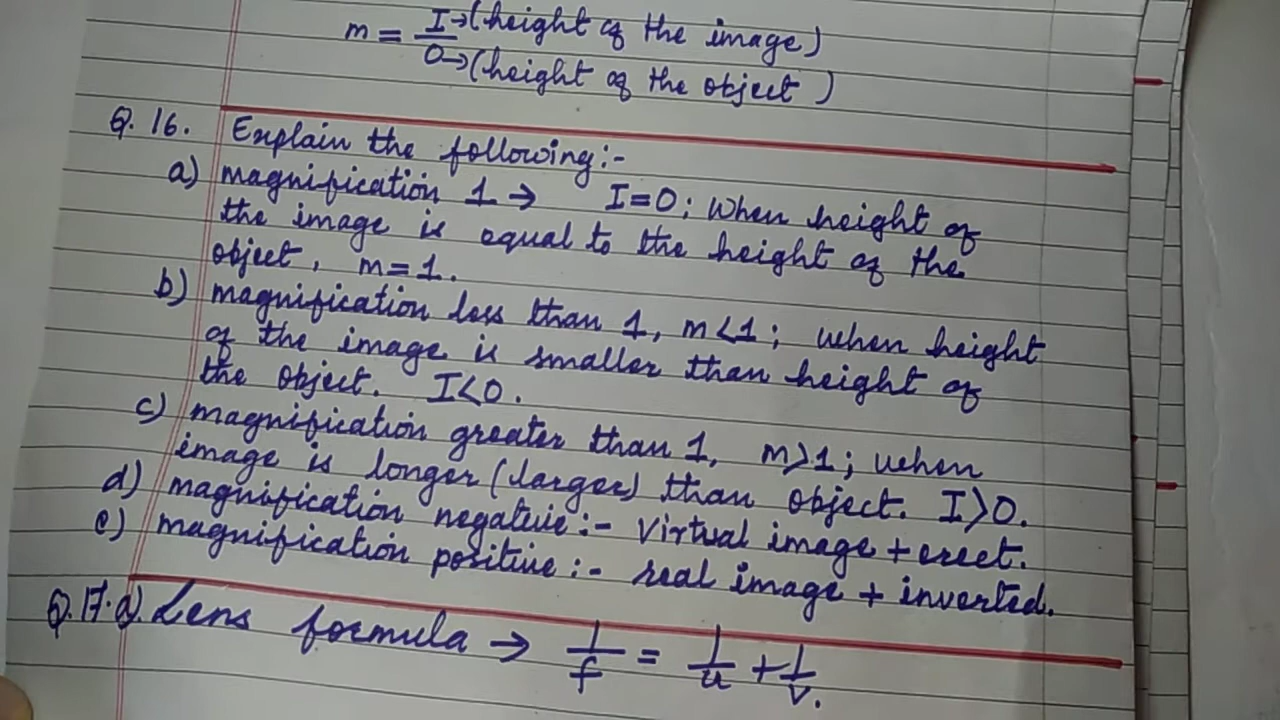 m = I→(height of the image)
O→(height of the object)
Q. 16. Explain the following:-
a) magnification 1 → I=O; When height of
the image is equal to the height of the
object, m=1.
b) magnification less than 1, m<1; when height
of the image is smaller than height of
the object. I<O.
c) magnification greater than 1, m>1; when
image is longer (larger) than object. I>O.
d) magnification negative:- Virtual image + erect.
e) magnification positive:- real image + inverted.
Q.17.a) Lens formula → 1/f = 1/u + 1/v.